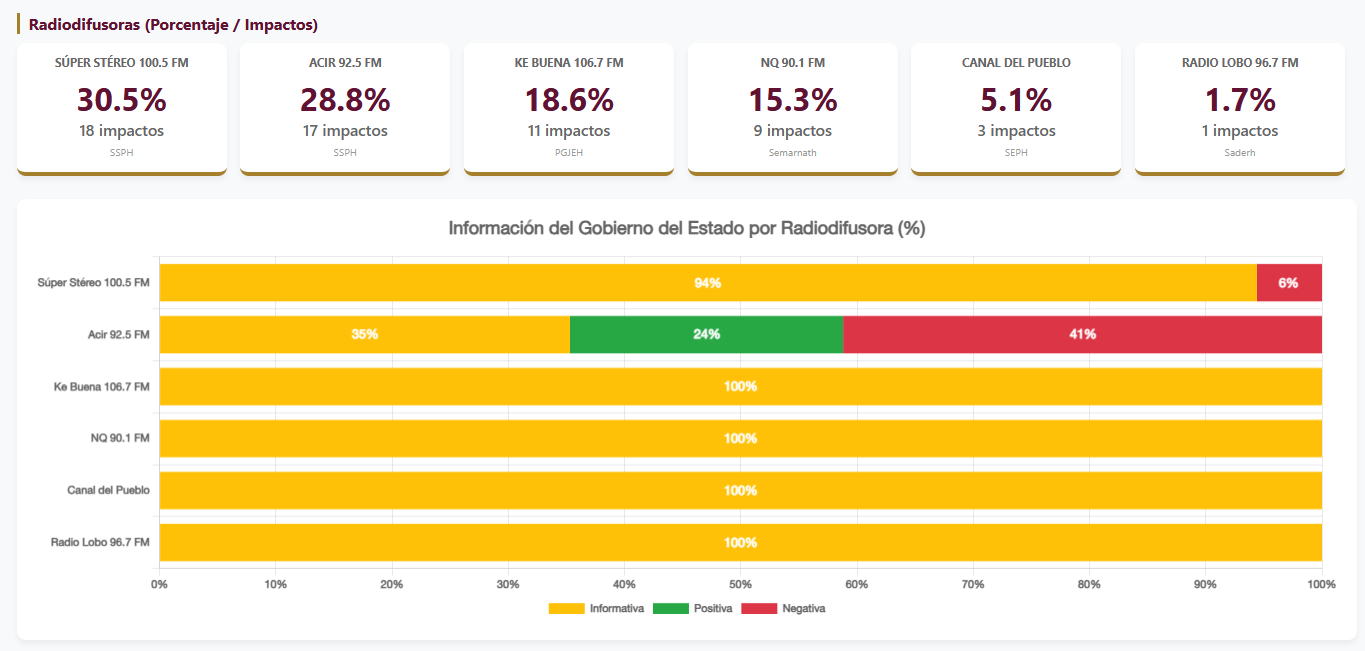 Radiodifusoras (Porcentaje / Impactos)
SÚPER STÉREO 100.5 FM
30.5%
18 impactos
SSPH
ACIR 92.5 FM
28.8%
17 impactos
SSPH
KE BUENA 106.7 FM
18.6%
11 impactos
PGJEH
NQ 90.1 FM
15.3%
9 impactos
Semarnath
CANAL DEL PUEBLO
5.1%
3 impactos
SEPH
RADIO LOBO 96.7 FM
1.7%
1 impactos
Saderh
Información del Gobierno del Estado por Radiodifusora (%)
Súper Stéreo 100.5 FM 94% 6%
Acir 92.5 FM 35% 24% 41%
Ke Buena 106.7 FM 100%
NQ 90.1 FM 100%
Canal del Pueblo 100%
Radio Lobo 96.7 FM 100%
0% 10% 20% 30% 40% 50% 60% 70% 80% 90% 100%
Informativa Positiva Negativa